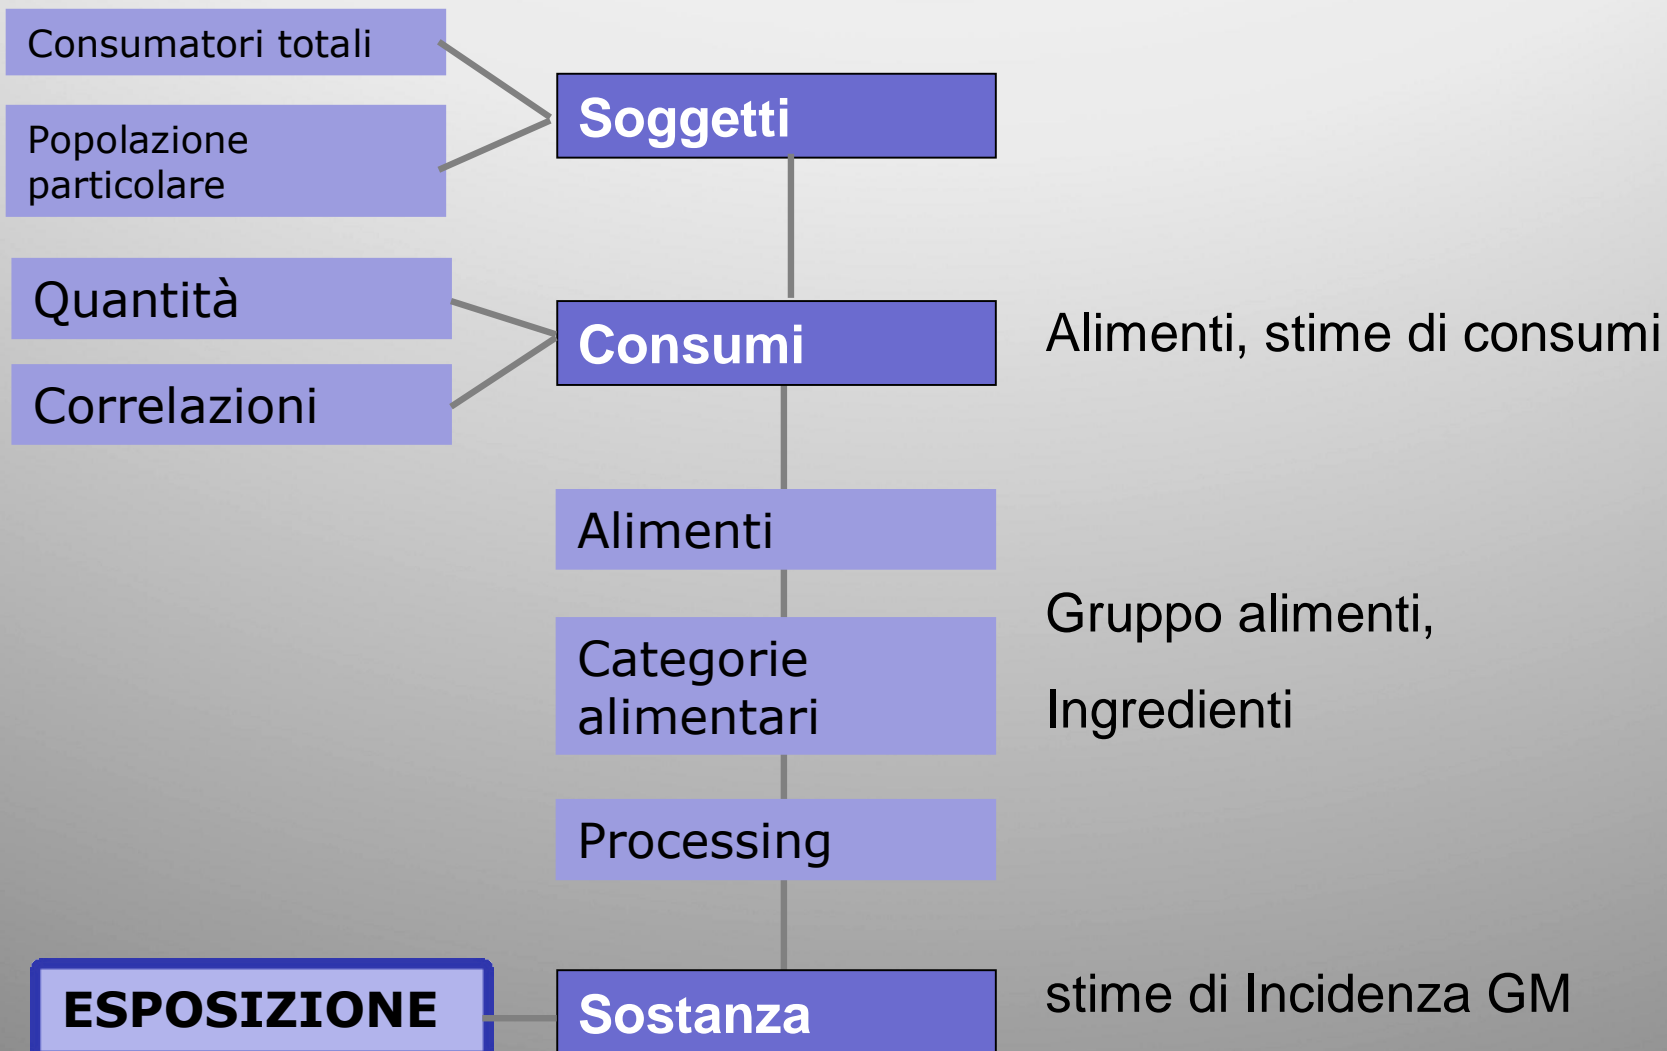 Consumatori totali
Soggetti
Popolazione
particolare
Quantità
Consumi
Alimenti, stime di consumi
Correlazioni
Alimenti
Gruppo alimenti,
Categorie
alimentari
Ingredienti
Processing
ESPOSIZIONE
Sostanza
stime di Incidenza GM